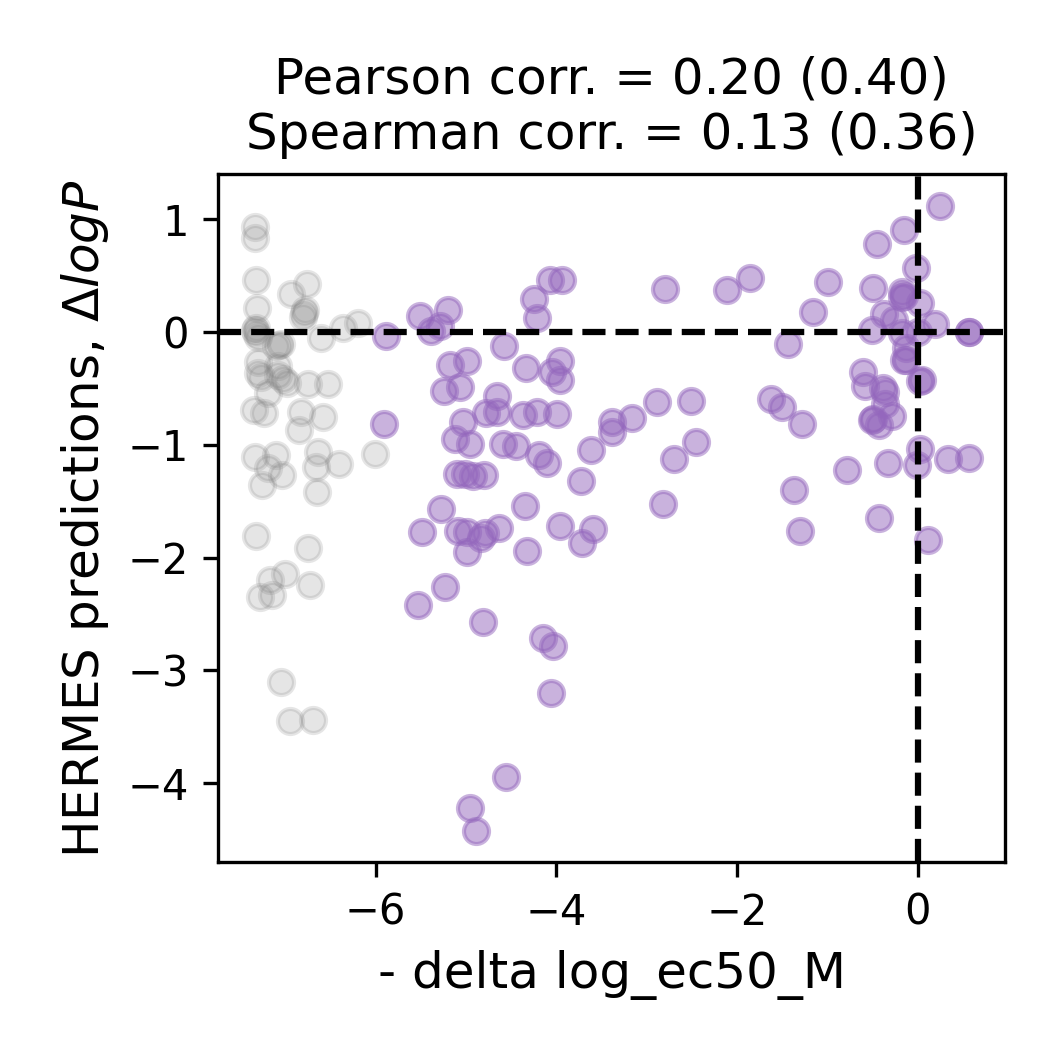 Pearson corr. = 0.20 (0.40)
Spearman corr. = 0.13 (0.36)
HERMES predictions, ΔlogP
1
0
−1
−2
−3
−4
−6
−4
−2
0
- delta log_ec50_M